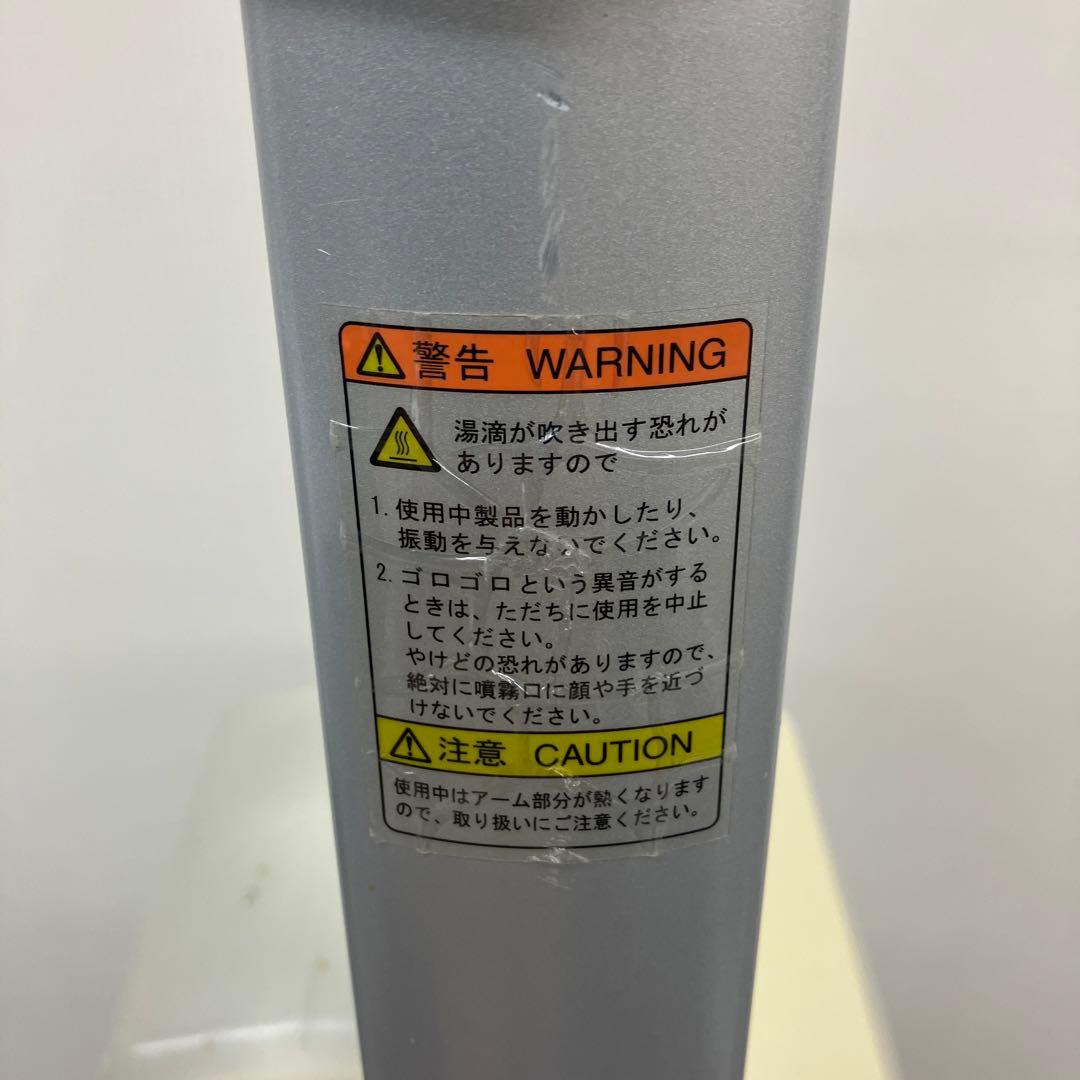 警告 WARNING
湯滴が吹き出す恐れが
ありますので
1. 使用中製品を動かしたり、
振動を与えないでください。
2. ゴロゴロという異音がする
ときは、ただちに使用を中止
してください。
やけどの恐れがありますので、
絶対に噴霧口に顔や手を近づ
けないでください。
注意 CAUTION
使用中はアーム部分が熱くなります
ので、取り扱いにご注意ください。